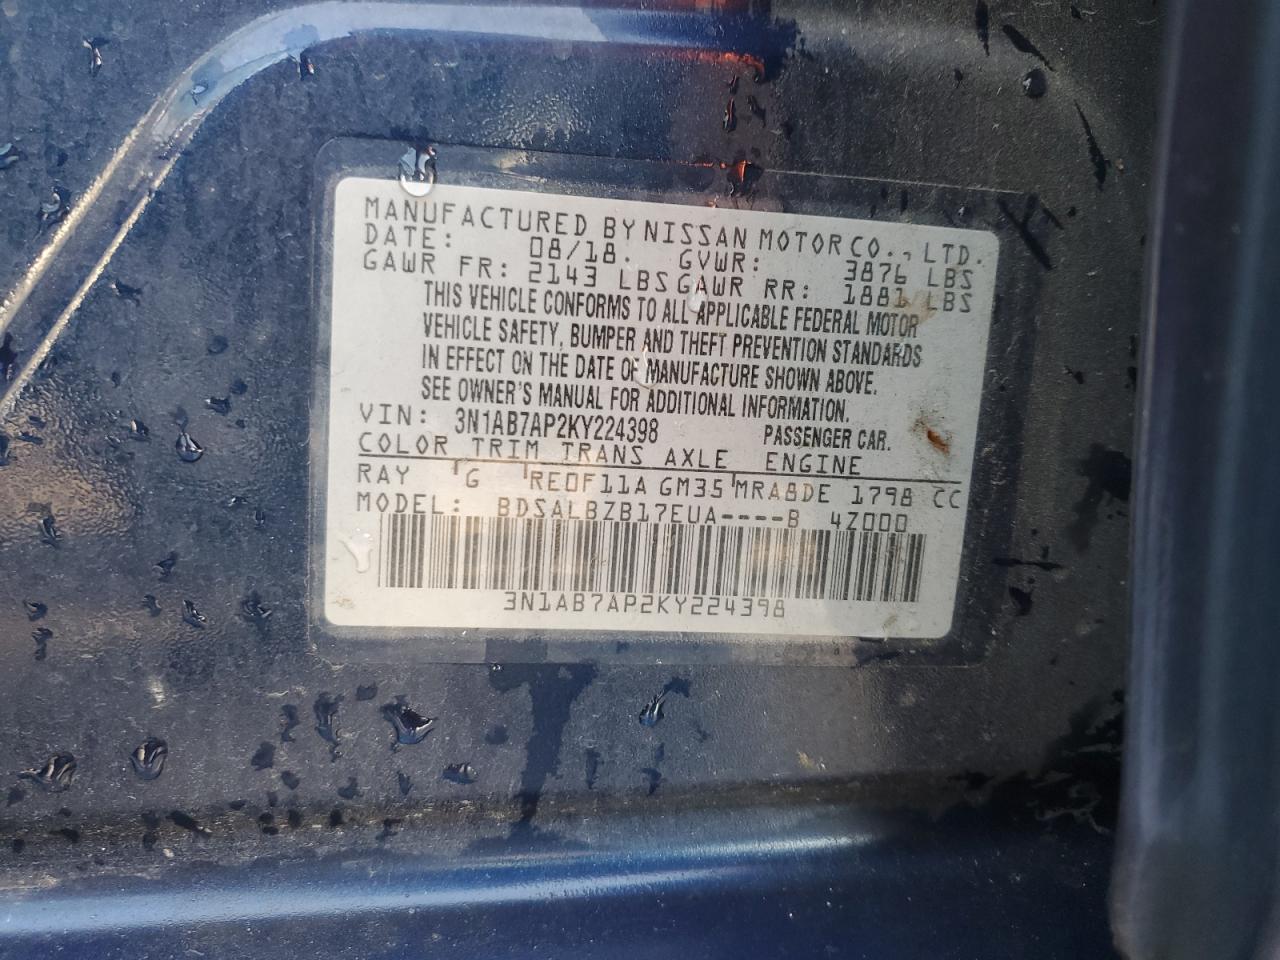 MANUFACTURED BY NISSAN MOTOR CO., LTD.
DATE: 08/18. GVWR: 3876 LBS
GAWR FR: 2143 LBS GAWR RR: 1881 LBS
THIS VEHICLE CONFORMS TO ALL APPLICABLE FEDERAL MOTOR
VEHICLE SAFETY, BUMPER AND THEFT PREVENTION STANDARDS
IN EFFECT ON THE DATE OF MANUFACTURE SHOWN ABOVE.
SEE OWNER'S MANUAL FOR ADDITIONAL INFORMATION.
VIN: 3N1AB7AP2KY224398 PASSENGER CAR.
COLOR TRIM TRANS AXLE ENGINE
RAY G RE0F11A GM35 MRA8DE 1798 CC
MODEL: BDSALBZB17EUA----B 4Z000
3N1AB7AP2KY224398